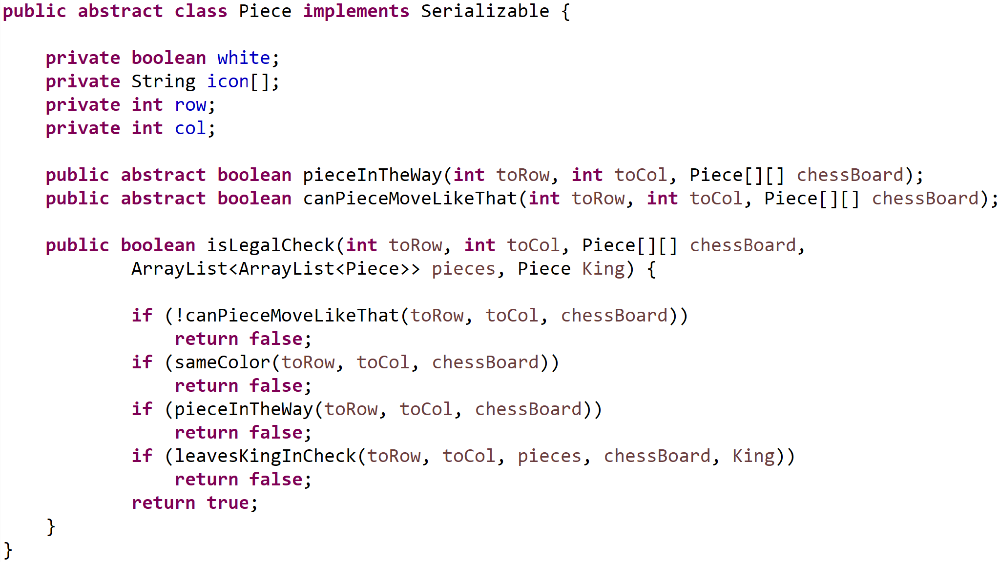 public abstract class Piece implements Serializable {
private boolean white;
private String icon[];
private int row;
private int col;
public abstract boolean pieceInTheWay(int toRow, int toCol, Piece[][] chessBoard);
public abstract boolean canPieceMoveLikeThat(int toRow, int toCol, Piece[][] chessBoard);
public boolean isLegalCheck(int toRow, int toCol, Piece[][] chessBoard,
ArrayList<ArrayList<Piece>> pieces, Piece King) {
if (!canPieceMoveLikeThat(toRow, toCol, chessBoard))
return false;
if (sameColor(toRow, toCol, chessBoard))
return false;
if (pieceInTheWay(toRow, toCol, chessBoard))
return false;
if (leavesKingInCheck(toRow, toCol, pieces, chessBoard, King))
return false;
return true;
}
}